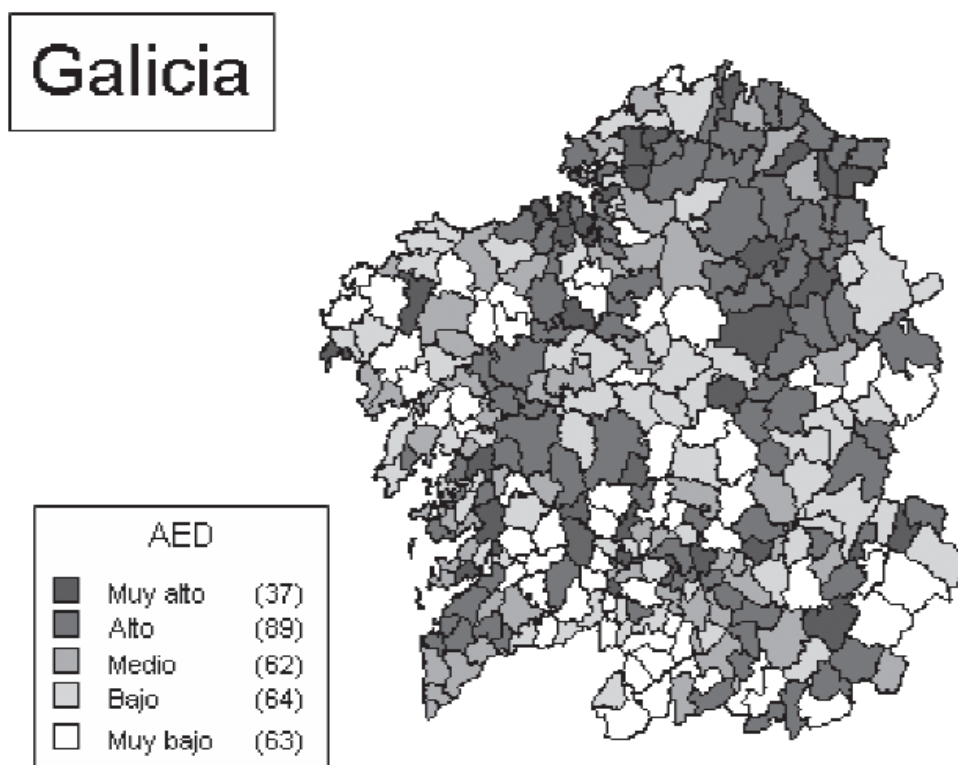 Galicia
AED
Muy alto (37)
Alto (89)
Medio (62)
Bajo (64)
Muy bajo (63)